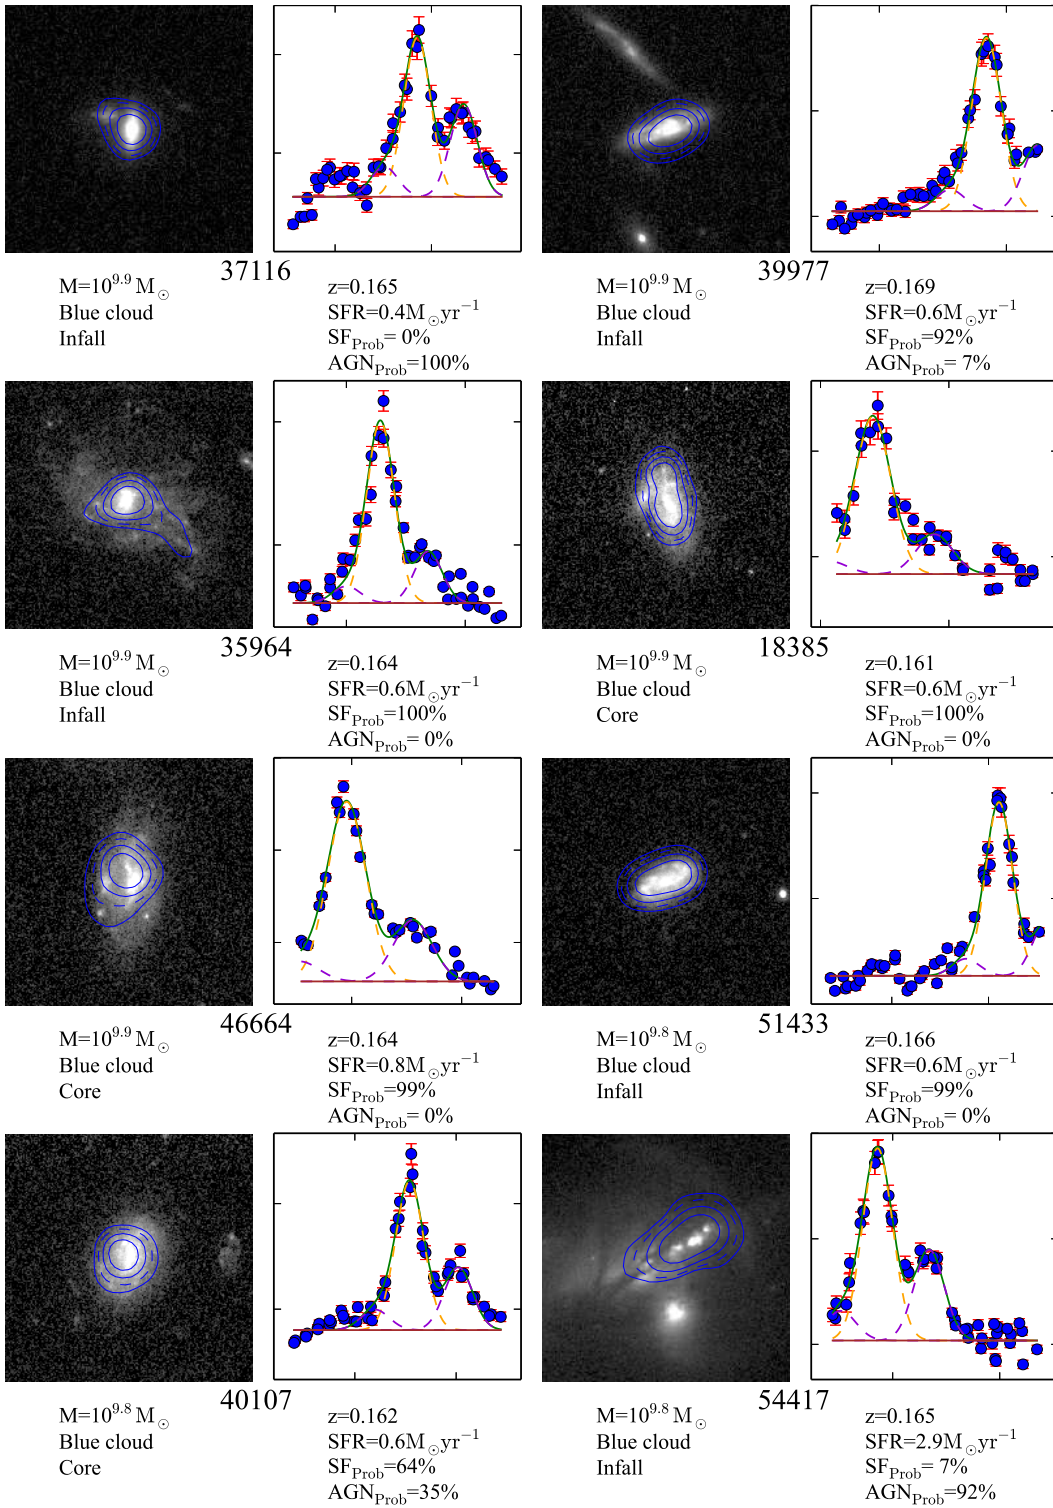 37116
M=10^9.9 M⊙
Blue cloud
Infall
z=0.165
SFR=0.4M⊙yr^−1
SF_Prob= 0%
AGN_Prob=100%
39977
M=10^9.9 M⊙
Blue cloud
Infall
z=0.169
SFR=0.6M⊙yr^−1
SF_Prob=92%
AGN_Prob= 7%
35964
M=10^9.9 M⊙
Blue cloud
Infall
z=0.164
SFR=0.6M⊙yr^−1
SF_Prob=100%
AGN_Prob= 0%
18385
M=10^9.9 M⊙
Blue cloud
Core
z=0.161
SFR=0.6M⊙yr^−1
SF_Prob=100%
AGN_Prob= 0%
46664
M=10^9.9 M⊙
Blue cloud
Core
z=0.164
SFR=0.8M⊙yr^−1
SF_Prob=99%
AGN_Prob= 0%
51433
M=10^9.8 M⊙
Blue cloud
Infall
z=0.166
SFR=0.6M⊙yr^−1
SF_Prob=99%
AGN_Prob= 0%
40107
M=10^9.8 M⊙
Blue cloud
Core
z=0.162
SFR=0.6M⊙yr^−1
SF_Prob=64%
AGN_Prob=35%
54417
M=10^9.8 M⊙
Blue cloud
Infall
z=0.165
SFR=2.9M⊙yr^−1
SF_Prob= 7%
AGN_Prob=92%